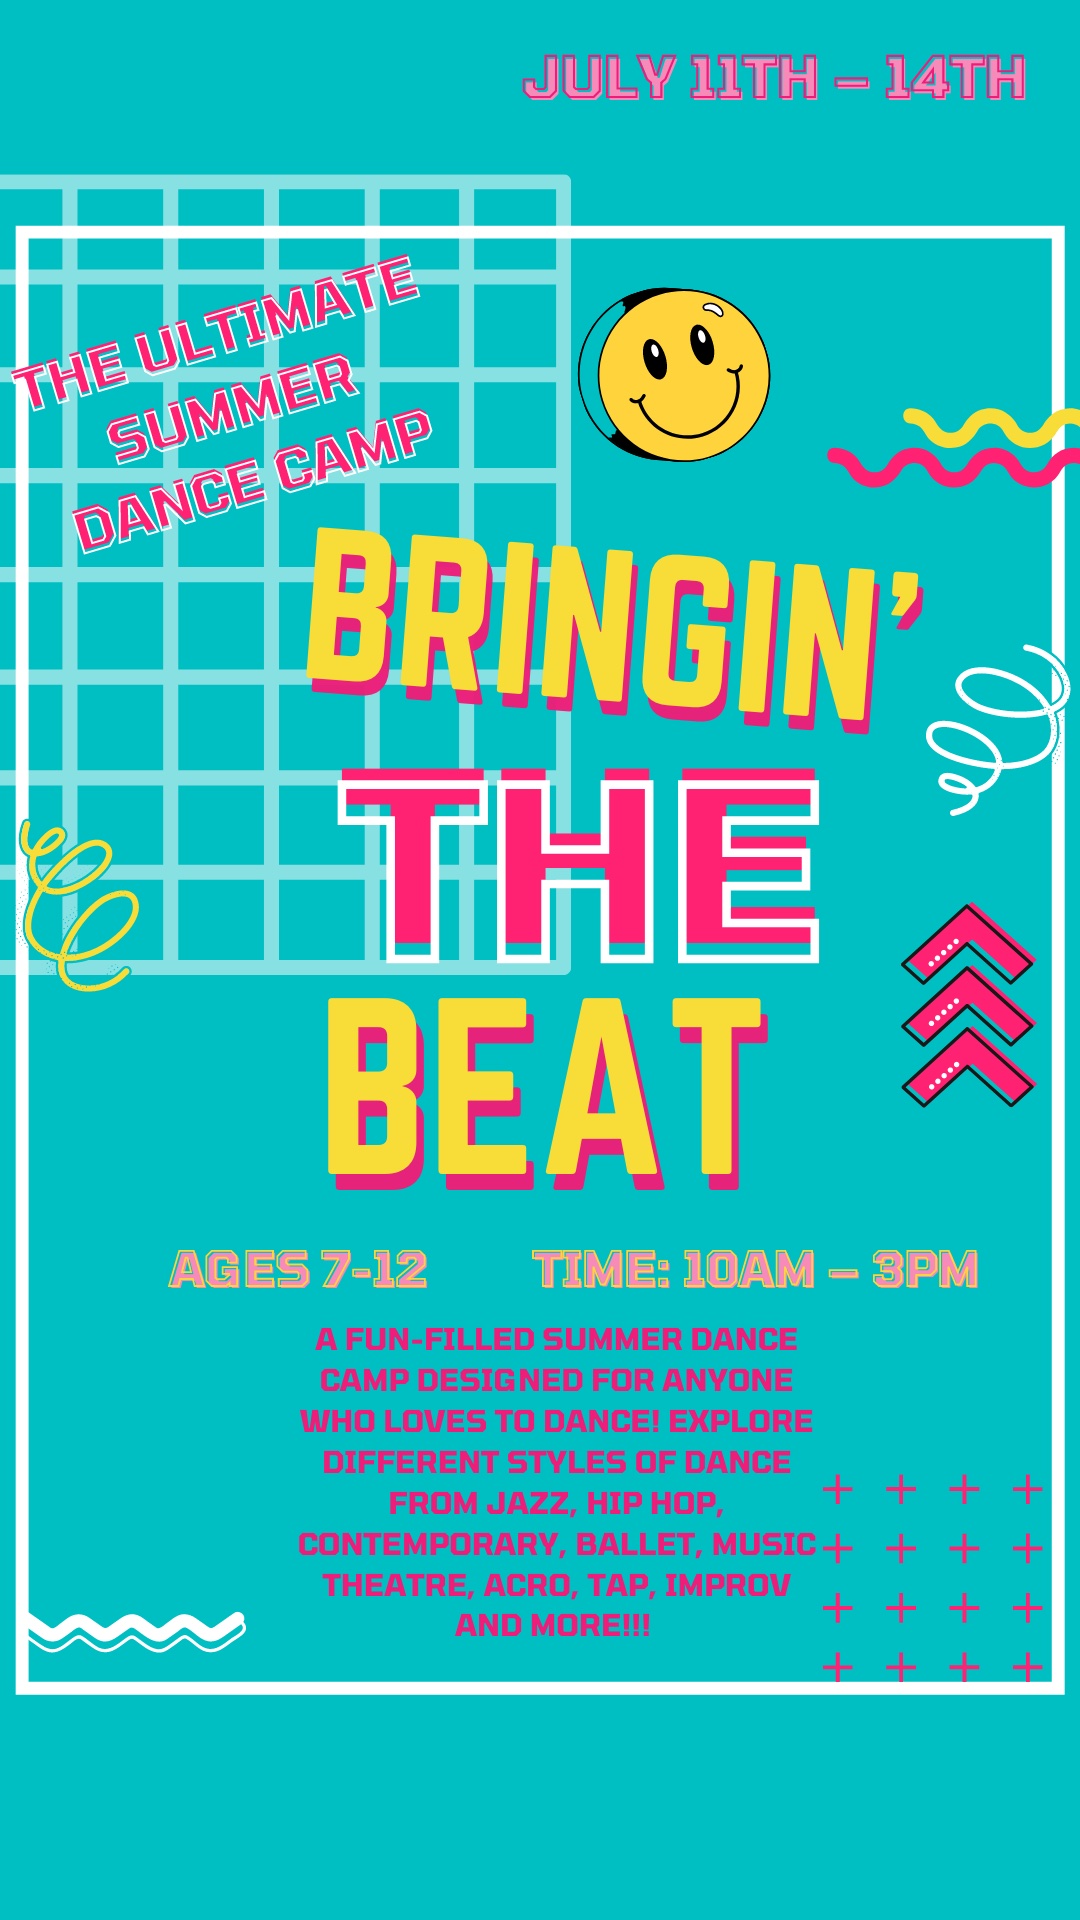 JULY 11TH – 14TH
THE ULTIMATE
SUMMER
DANCE CAMP
BRINGIN’
THE
BEAT
AGES 7-12
TIME: 10AM – 3PM
A FUN-FILLED SUMMER DANCE
CAMP DESIGNED FOR ANYONE
WHO LOVES TO DANCE! EXPLORE
DIFFERENT STYLES OF DANCE
FROM JAZZ, HIP HOP,
CONTEMPORARY, BALLET, MUSIC
THEATRE, ACRO, TAP, IMPROV
AND MORE!!!